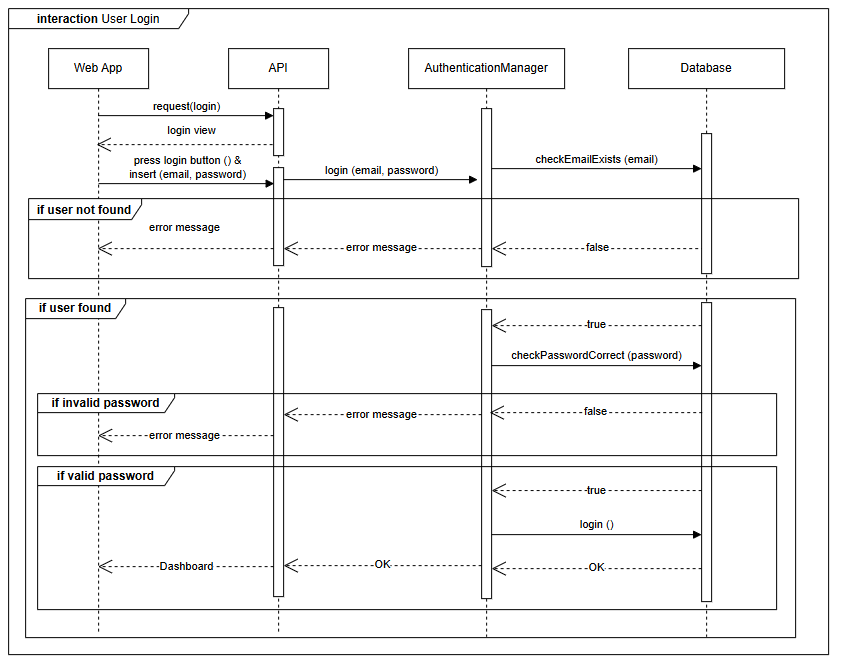 interaction User Login
Web App
API
AuthenticationManager
Database
request(login)
login view
press login button () &
insert (email, password)
login (email, password)
checkEmailExists (email)
if user not found
error message
error message
false
if user found
true
checkPasswordCorrect (password)
if invalid password
false
error message
error message
if valid password
true
login ()
Dashboard
OK
OK